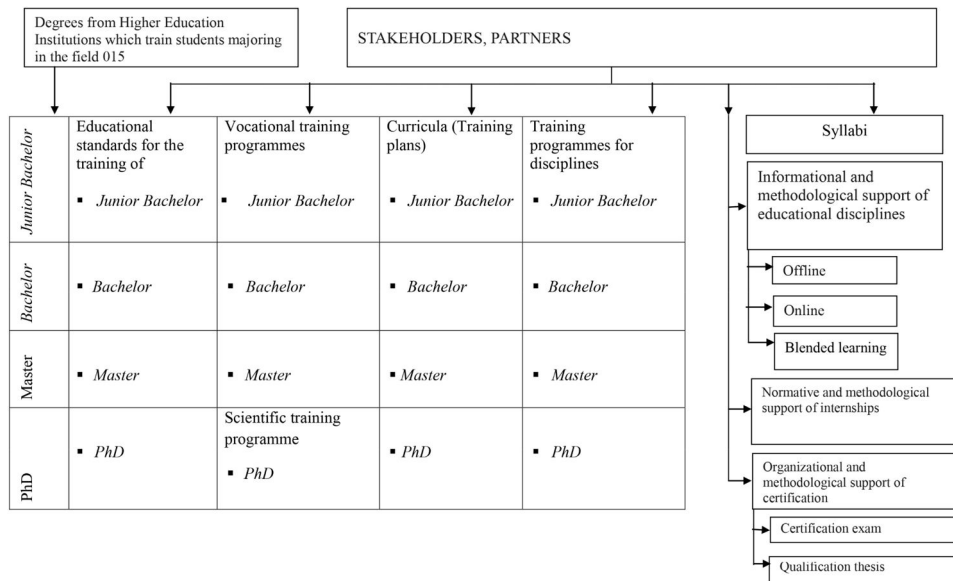 Degrees from Higher Education
Institutions which train students majoring
in the field 015
STAKEHOLDERS, PARTNERS
Junior Bachelor
Educational
standards for the
training of
▪ Junior Bachelor
Vocational training
programmes
▪ Junior Bachelor
Curricula (Training
plans)
▪ Junior Bachelor
Training
programmes for
disciplines
▪ Junior Bachelor
Bachelor
▪ Bachelor
▪ Bachelor
▪ Bachelor
▪ Bachelor
Master
▪ Master
▪ Master
▪ Master
▪ Master
PhD
▪ PhD
Scientific training
programme
▪ PhD
▪ PhD
▪ PhD
Syllabi
Informational and
methodological support of
educational disciplines
Offline
Online
Blended learning
Normative and methodological
support of internships
Organizational and
methodological support of
certification
Certification exam
Qualification thesis